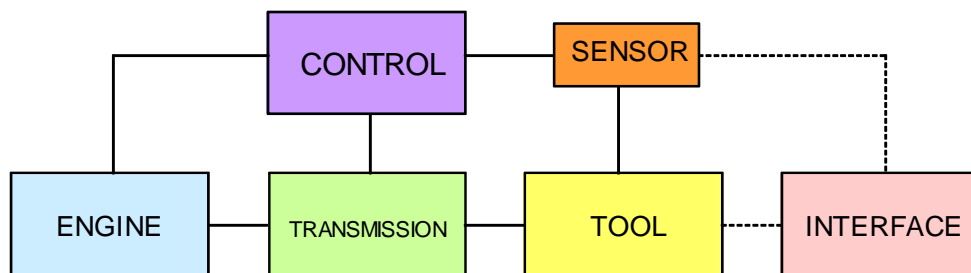 CONTROL
SENSOR
ENGINE
TRANSMISSION
TOOL
INTERFACE